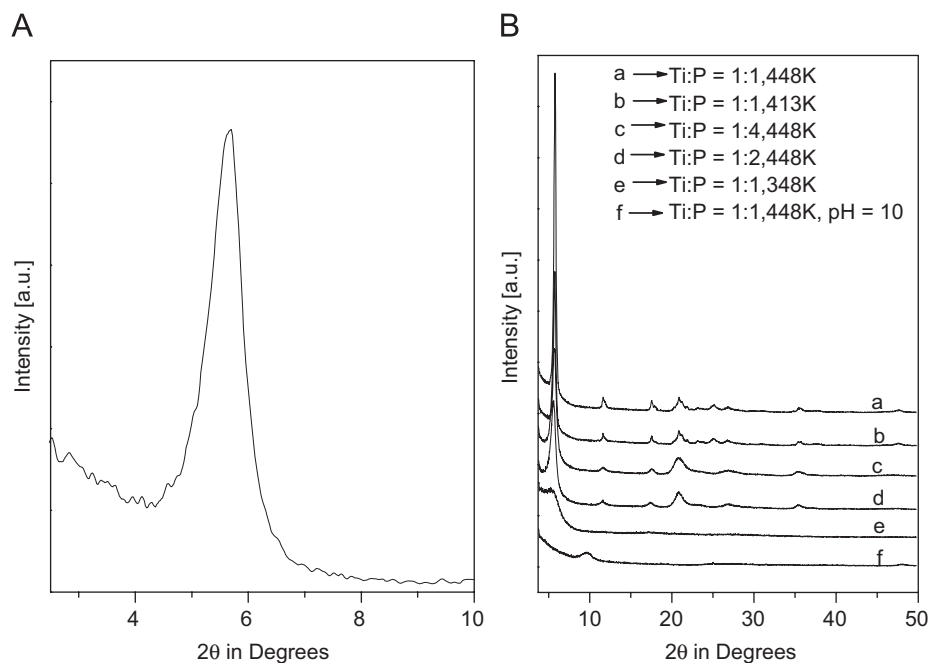 A
Intensity [a.u.]
4 6 8 10
2θ in Degrees
B
a → Ti:P = 1:1,448K
b → Ti:P = 1:1,413K
c → Ti:P = 1:4,448K
d → Ti:P = 1:2,448K
e → Ti:P = 1:1,348K
f → Ti:P = 1:1,448K, pH = 10
Intensity [a.u.]
a
b
c
d
e
f
10 20 30 40 50
2θ in Degrees